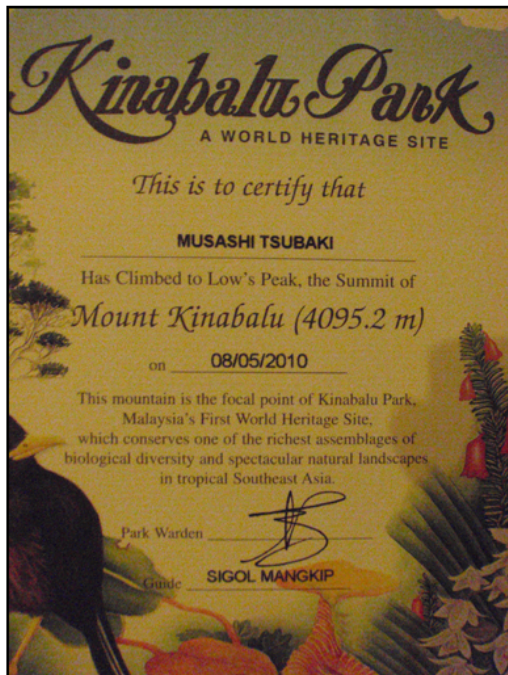 Kinabalu Park
A WORLD HERITAGE SITE
This is to certify that
MUSASHI TSUBAKI
Has Climbed to Low's Peak, the Summit of
Mount Kinabalu (4095.2 m)
on 08/05/2010
This mountain is the focal point of Kinabalu Park,
Malaysia's First World Heritage Site,
which conserves one of the richest assemblages of
biological diversity and spectacular natural landscapes
in tropical Southeast Asia.
Park Warden
Guide SIGOL MANGKIP